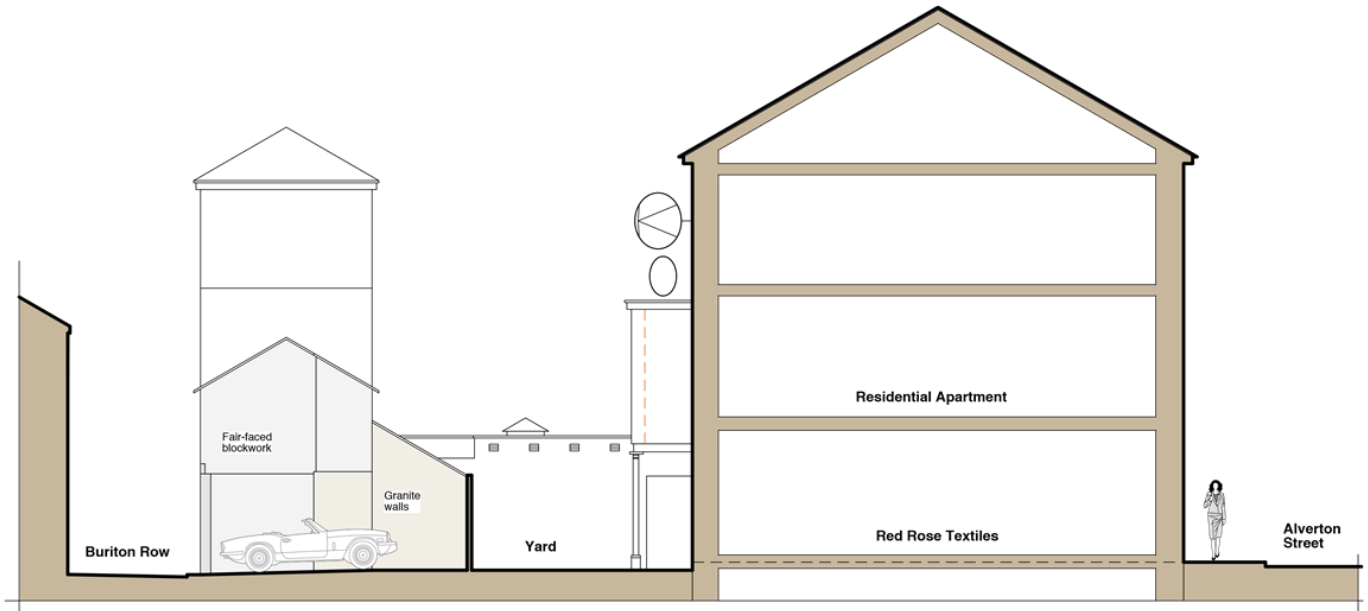 Residential Apartment
Fair-faced
blockwork
Granite
walls
Buriton Row
Yard
Red Rose Textiles
Alverton
Street